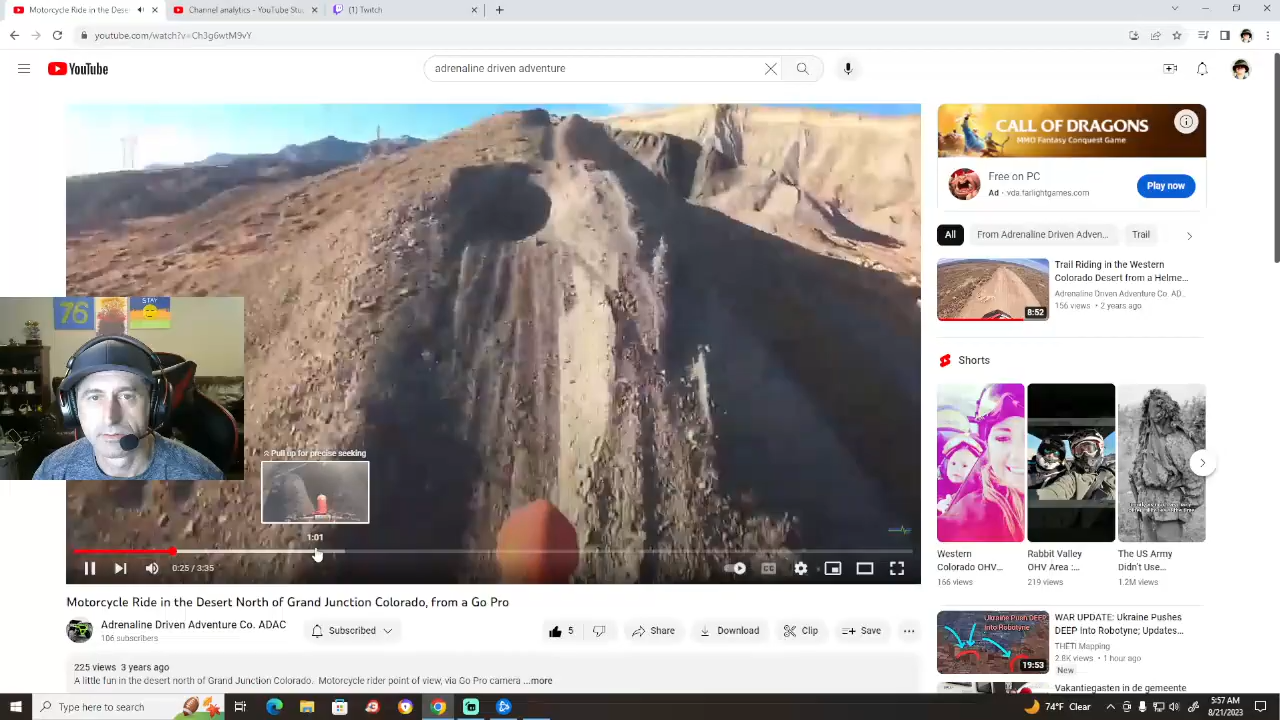 Motorcycle Ride in the Dese
Channel analytics - YouTube Stu
(1) Twitch
youtube.com/watch?v=Ch3g6wtM9vY
YouTube
adrenaline driven adventure
CALL OF DRAGONS
MMO Fantasy Conquest Game
Free on PC
Ad · vda.farlightgames.com
Play now
All
From Adrenaline Driven Adven...
Trail
Trail Riding in the Western
Colorado Desert from a Helme...
Adrenaline Driven Adventure Co. AD...
156 views • 2 years ago
8:52
76
STAY
Shorts
Western
Colorado OHV...
166 views
Rabbit Valley
OHV Area :...
219 views
The US Army
Didn't Use...
1.2M views
Pull up for precise seeking
1:01
0:25 / 3:35
Motorcycle Ride in the Desert North of Grand Junction Colorado, from a Go Pro
Adrenaline Driven Adventure Co. ADAC
106 subscribers
Subscribed
5
Share
Download
Clip
Save
225 views 3 years ago
A little fun in the desert north of Grand Junction Colorado. Motorcycle rider point of view, via Go Pro camera ...more
Ukraine Push DEEP
Into Robotyne
19:53
WAR UPDATE: Ukraine Pushes
DEEP Into Robotyne; Updates...
THETI Mapping
2.8K views • 1 hour ago
New
Vakantiegasten in de gemeente
Type here to search
74°F Clear
5:57 AM
8/21/2023